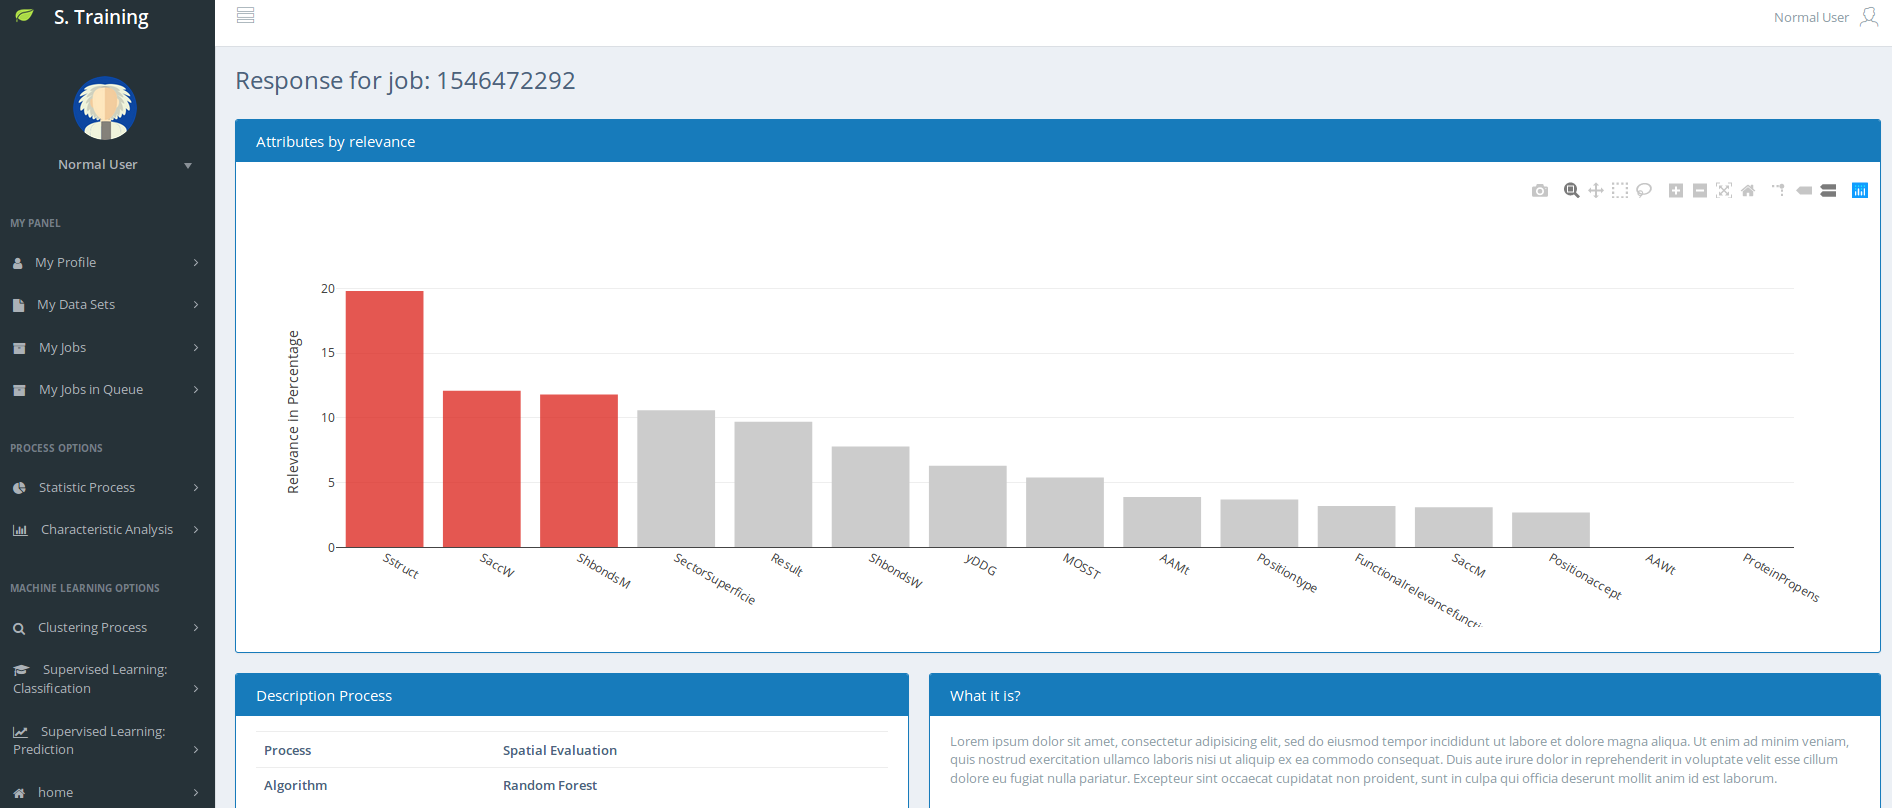 S. Training
Normal User
Normal User
MY PANEL
My Profile
My Data Sets
My Jobs
My Jobs in Queue
PROCESS OPTIONS
Statistic Process
Characteristic Analysis
MACHINE LEARNING OPTIONS
Clustering Process
Supervised Learning:
Classification
Supervised Learning:
Prediction
home
Response for job: 1546472292
Attributes by relevance
Relevance in Percentage
20
15
10
5
0
Sstruct
SaccW
ShbondsM
SectorSuperficie
Result
ShbondsW
yDDG
MOSST
AAMt
Positiontype
Functionalrelevancefuncti
SaccM
Positionaccept
AAWt
ProteinPropens
Description Process
Process Spatial Evaluation
Algorithm Random Forest
What it is?
Lorem ipsum dolor sit amet, consectetur adipisicing elit, sed do eiusmod tempor incididunt ut labore et dolore magna aliqua. Ut enim ad minim veniam,
quis nostrud exercitation ullamco laboris nisi ut aliquip ex ea commodo consequat. Duis aute irure dolor in reprehenderit in voluptate velit esse cillum
dolore eu fugiat nulla pariatur. Excepteur sint occaecat cupidatat non proident, sunt in culpa qui officia deserunt mollit anim id est laborum.